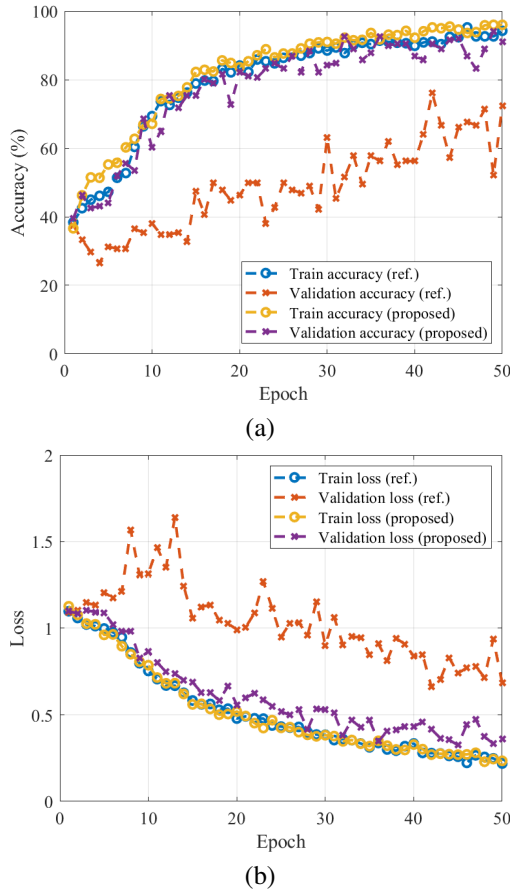 100
80
60
40
20
0
Accuracy (%)
Train accuracy (ref.)
Validation accuracy (ref.)
Train accuracy (proposed)
Validation accuracy (proposed)
0 10 20 30 40 50
Epoch
(a)
2
1.5
1
0.5
0
Loss
Train loss (ref.)
Validation loss (ref.)
Train loss (proposed)
Validation loss (proposed)
0 10 20 30 40 50
Epoch
(b)